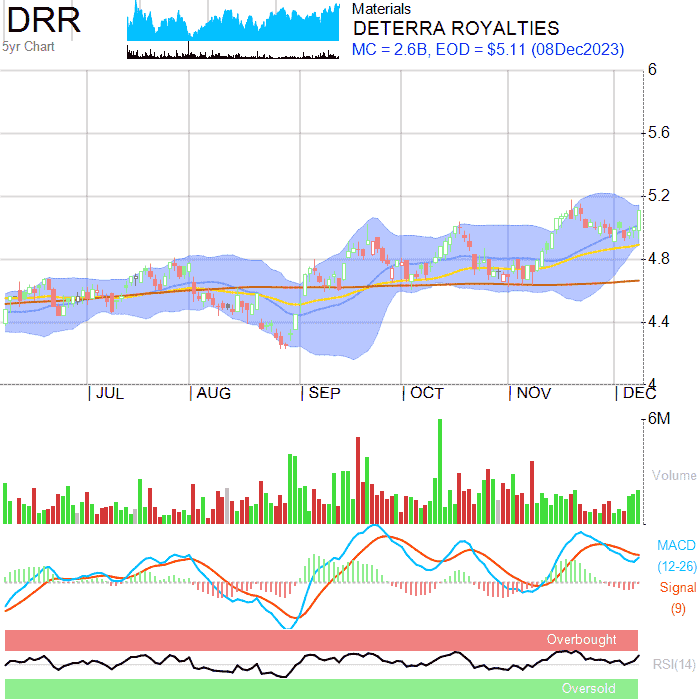 DRR
5yr Chart
Materials
DETERRA ROYALTIES
MC = 2.6B, EOD = $5.11 (08Dec2023)
6
5.6
5.2
4.8
4.4
4
JUL AUG SEP OCT NOV DEC
6M
Volume
MACD
(12-26)
Signal
(9)
Overbought
RSI(14)
Oversold